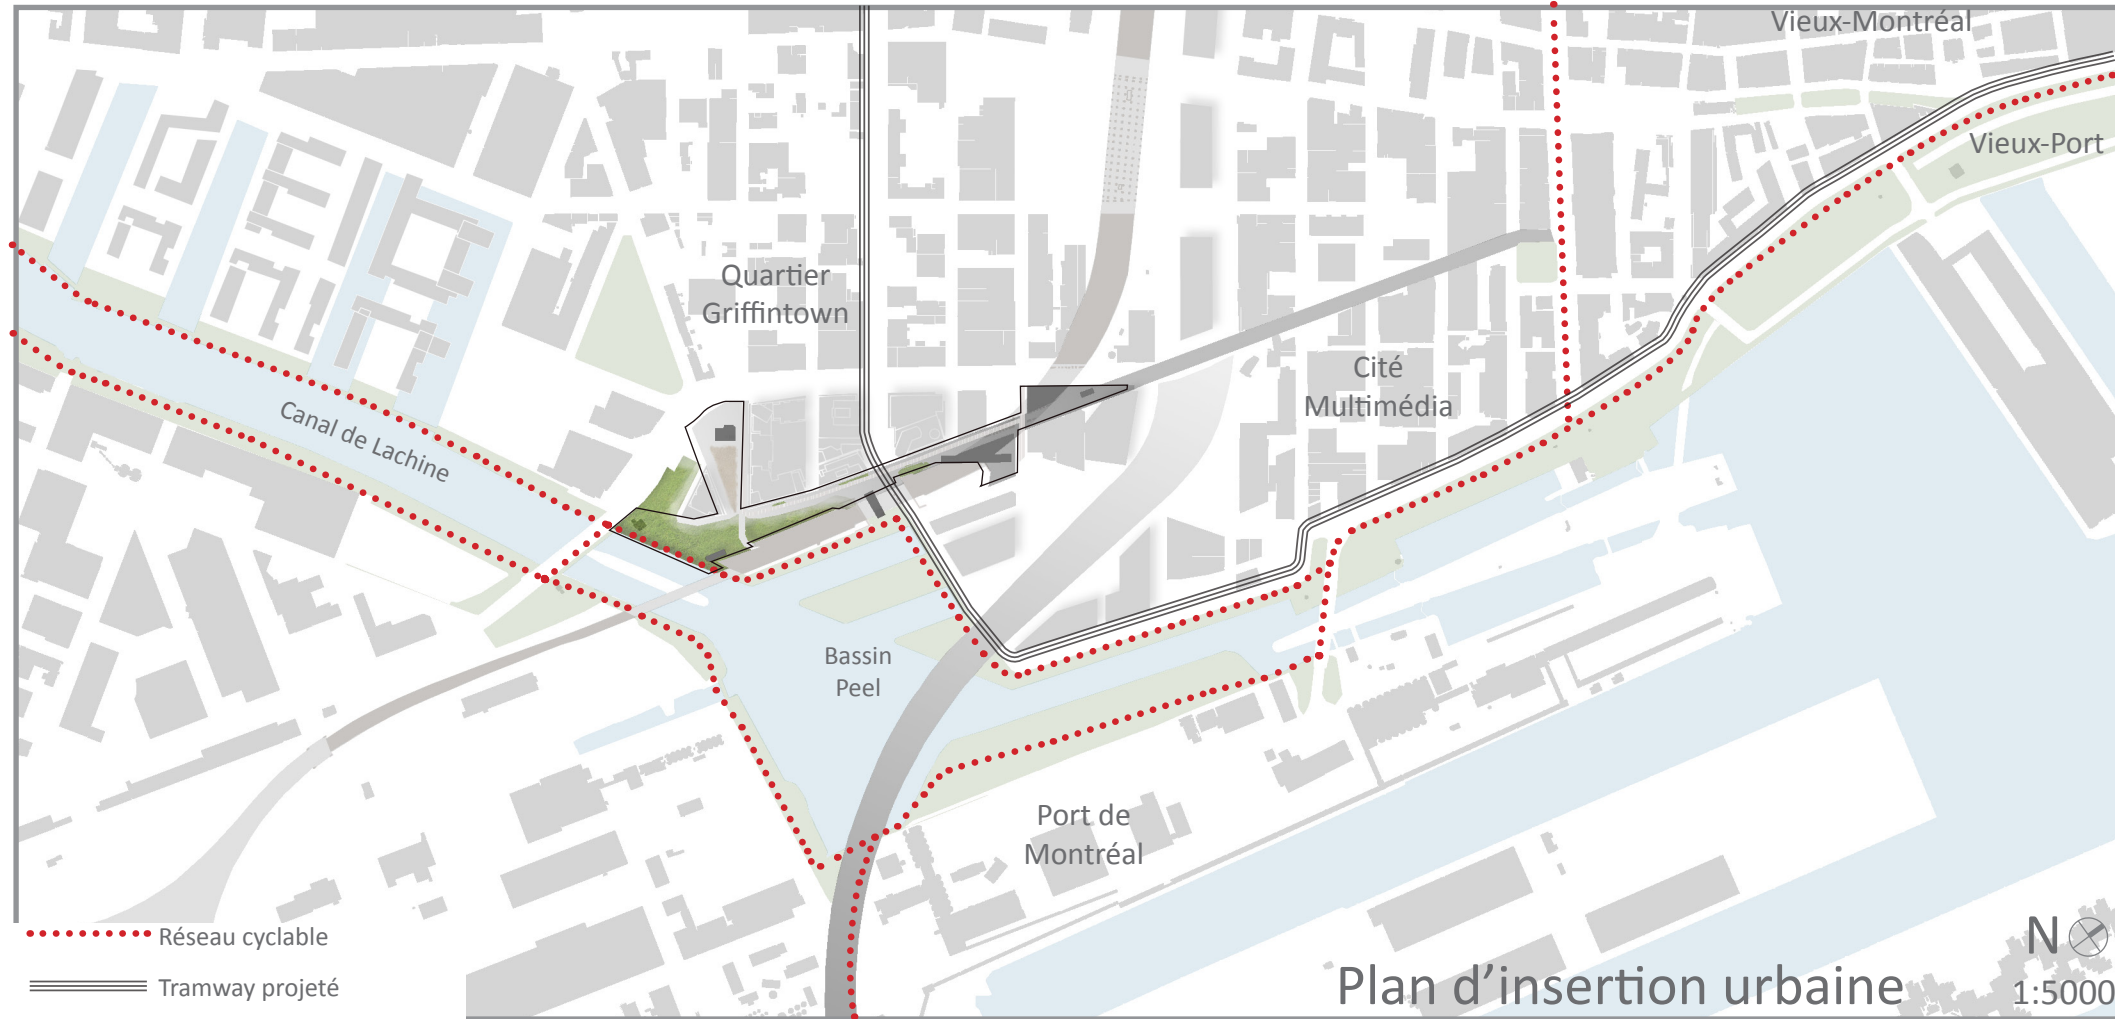 Vieux-Montréal
Vieux-Port
Quartier
Griffintown
Cité
Multimédia
Canal de Lachine
Bassin
Peel
Port de
Montréal
Réseau cyclable
Tramway projeté
N
Plan d’insertion urbaine
1:5000